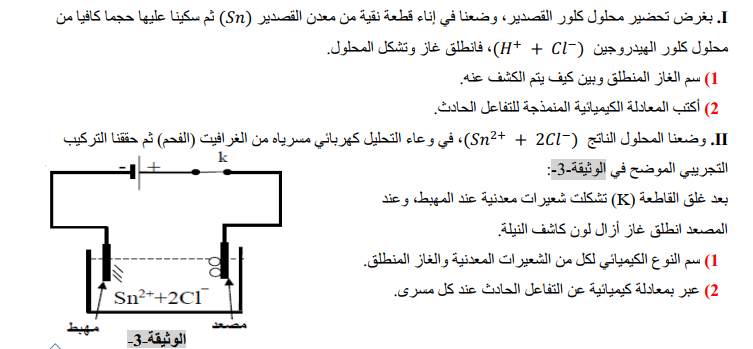 I. بغرض تحضير محلول كلور القصدير، وضعنا في إناء قطعة نقية من معدن القصدير (Sn) ثم سكبنا عليها حجما كافيا من
محلول كلور الهيدروجين (H⁺ + Cl⁻)، فانطلق غاز وتشكل المحلول.
1) سم الغاز المنطلق وبين كيف يتم الكشف عنه.
2) أكتب المعادلة الكيميائية المنمذجة للتفاعل الحادث.
II. وضعنا المحلول الناتج (Sn²⁺ + 2Cl⁻)، في وعاء التحليل كهربائي مسرياه من الغرافيت (الفحم) ثم حققنا التركيب
التجريبي الموضح في الوثيقة-3-:
بعد غلق القاطعة (K) تشكلت شعيرات معدنية عند المهبط، وعند
المصعد انطلق غاز أزال لون كاشف النيلة.
1) سم النوع الكيميائي لكل من الشعيرات المعدنية والغاز المنطلق.
2) عبر بمعادلة كيميائية عن التفاعل الحادث عند كل مسرى.
- + k
Sn²⁺+2Cl⁻
مصعد
مهبط
الوثيقة-3-